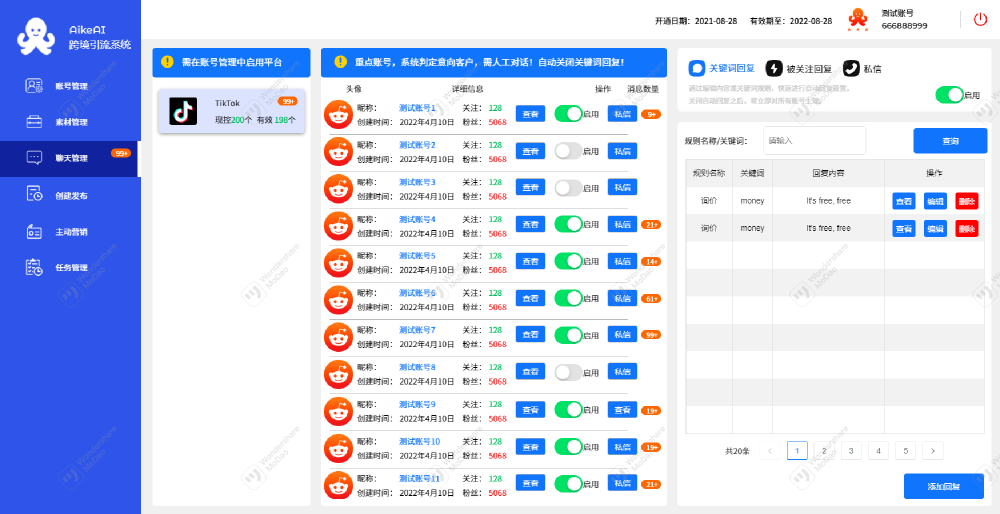 AikeAI
跨境引流系统
账号管理
素材管理
聊天管理 99+
创建发布
主动营销
任务管理
开通日期：2021-08-28 有效期至：2022-08-28
测试账号
666888999
需在账号管理中启用平台
TikTok 99+
现控200个 有效 198个
重点账号，系统判定意向客户，需人工对话！自动关闭关键词回复！
头像 详细信息 操作 消息数量
昵称： 测试账号1 关注： 128
创建时间： 2022年4月10日 粉丝： 5068
查看 启用 私信 9+
昵称： 测试账号2 关注： 128
创建时间： 2022年4月10日 粉丝： 5068
查看 启用 私信
昵称： 测试账号3 关注： 128
创建时间： 2022年4月10日 粉丝： 5068
查看 启用 私信
昵称： 测试账号4 关注： 128
创建时间： 2022年4月10日 粉丝： 5068
查看 启用 私信 21+
昵称： 测试账号5 关注： 128
创建时间： 2022年4月10日 粉丝： 5068
查看 启用 私信 14+
昵称： 测试账号6 关注： 128
创建时间： 2022年4月10日 粉丝： 5068
查看 启用 私信 61+
昵称： 测试账号7 关注： 128
创建时间： 2022年4月10日 粉丝： 5068
查看 启用 私信 99+
昵称： 测试账号8 关注： 128
创建时间： 2022年4月10日 粉丝： 5068
查看 启用 私信
昵称： 测试账号9 关注： 128
创建时间： 2022年4月10日 粉丝： 5068
查看 启用 查看 19+
昵称： 测试账号10 关注： 128
创建时间： 2022年4月10日 粉丝： 5068
查看 启用 私信 19+
昵称： 测试账号11 关注： 128
创建时间： 2022年4月10日 粉丝： 5068
查看 启用 私信 21+
关键词回复 被关注回复 私信
关闭自动回复之后，将立即对所有账号生效。
启用
规则名称/关键词： 请输入 查询
规则名称 关键词 回复内容 操作
询价 money It's free, free 查看 编辑 删除
询价 money It's free, free 查看 编辑 删除
共20条 < 1 2 3 4 5 >
添加回复
Wondershare
MoDao